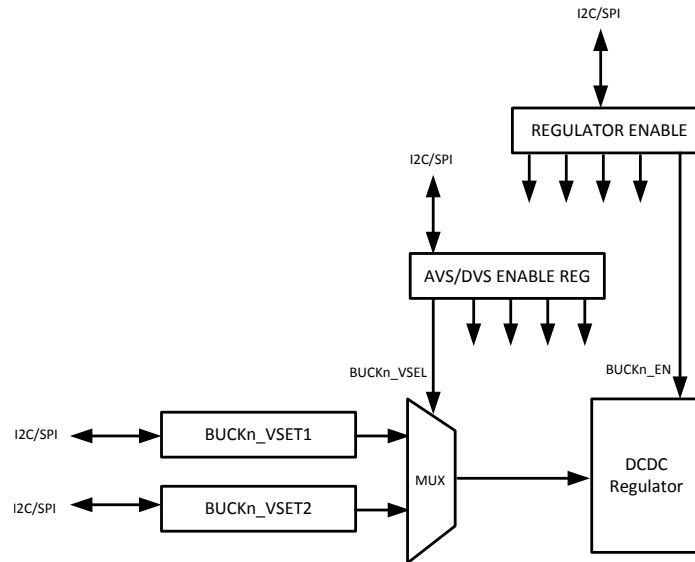 I2C/SPI
REGULATOR ENABLE
I2C/SPI
AVS/DVS ENABLE REG
BUCKn_VSEL
BUCKn_EN
I2C/SPI
BUCKn_VSET1
MUX
DCDC
Regulator
I2C/SPI
BUCKn_VSET2